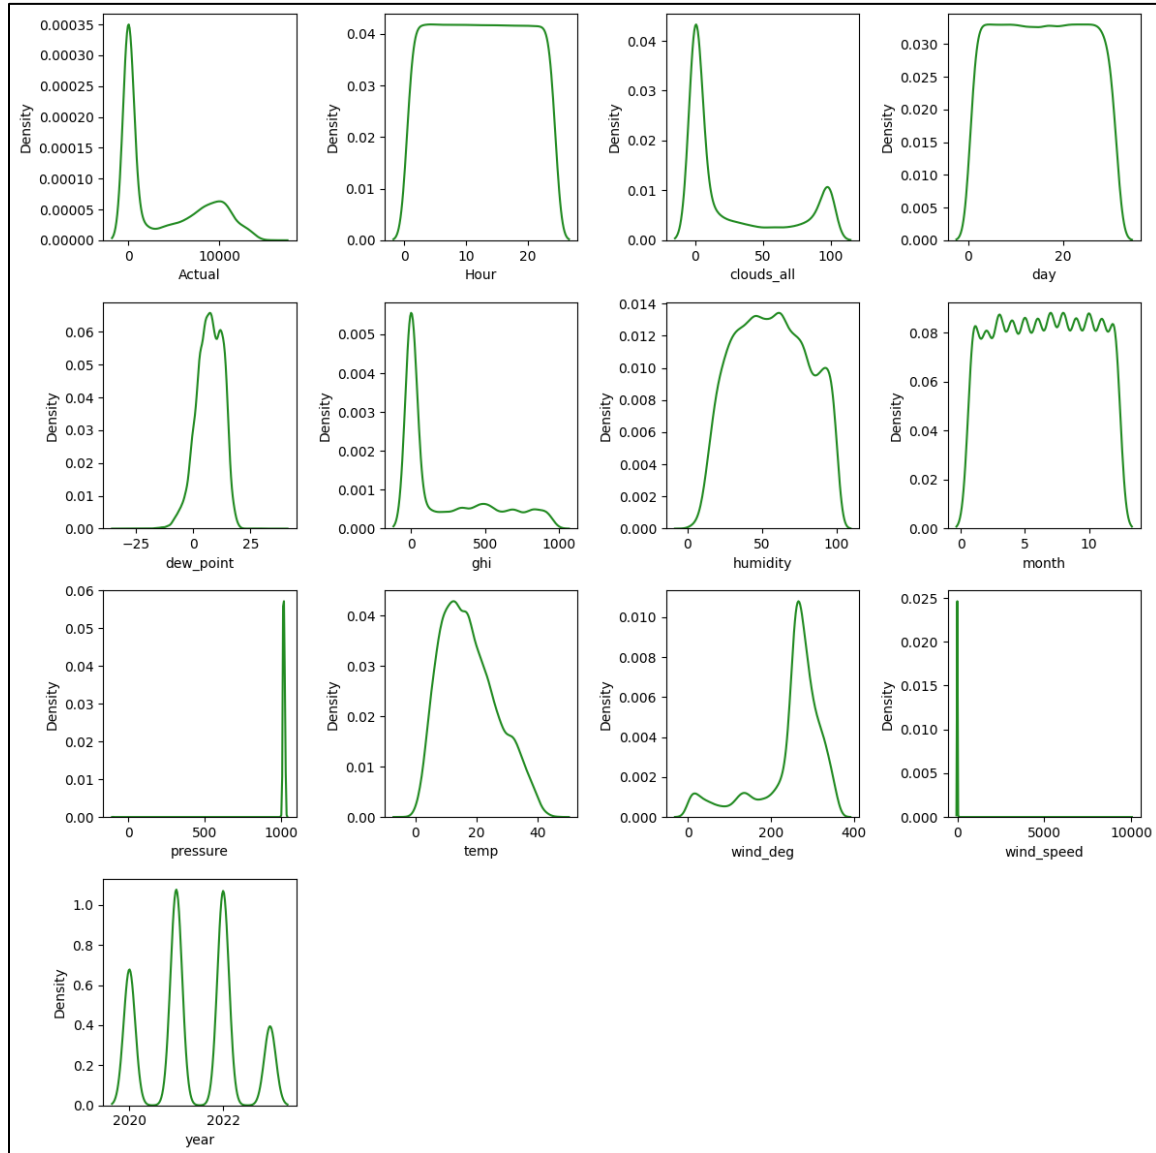 Density
0.00035
0.00030
0.00025
0.00020
0.00015
0.00010
0.00005
0.00000
0 10000
Actual
Density
0.04
0.03
0.02
0.01
0.00
0 10 20
Hour
Density
0.04
0.03
0.02
0.01
0.00
0 50 100
clouds_all
Density
0.030
0.025
0.020
0.015
0.010
0.005
0.000
0 20
day
Density
0.06
0.05
0.04
0.03
0.02
0.01
0.00
−25 0 25
dew_point
Density
0.005
0.004
0.003
0.002
0.001
0.000
0 500 1000
ghi
Density
0.014
0.012
0.010
0.008
0.006
0.004
0.002
0.000
0 50 100
humidity
Density
0.08
0.06
0.04
0.02
0.00
0 5 10
month
Density
0.06
0.05
0.04
0.03
0.02
0.01
0.00
0 500 1000
pressure
Density
0.04
0.03
0.02
0.01
0.00
0 20 40
temp
Density
0.010
0.008
0.006
0.004
0.002
0.000
0 200 400
wind_deg
Density
0.025
0.020
0.015
0.010
0.005
0.000
0 5000 10000
wind_speed
Density
1.0
0.8
0.6
0.4
0.2
0.0
2020 2022
year